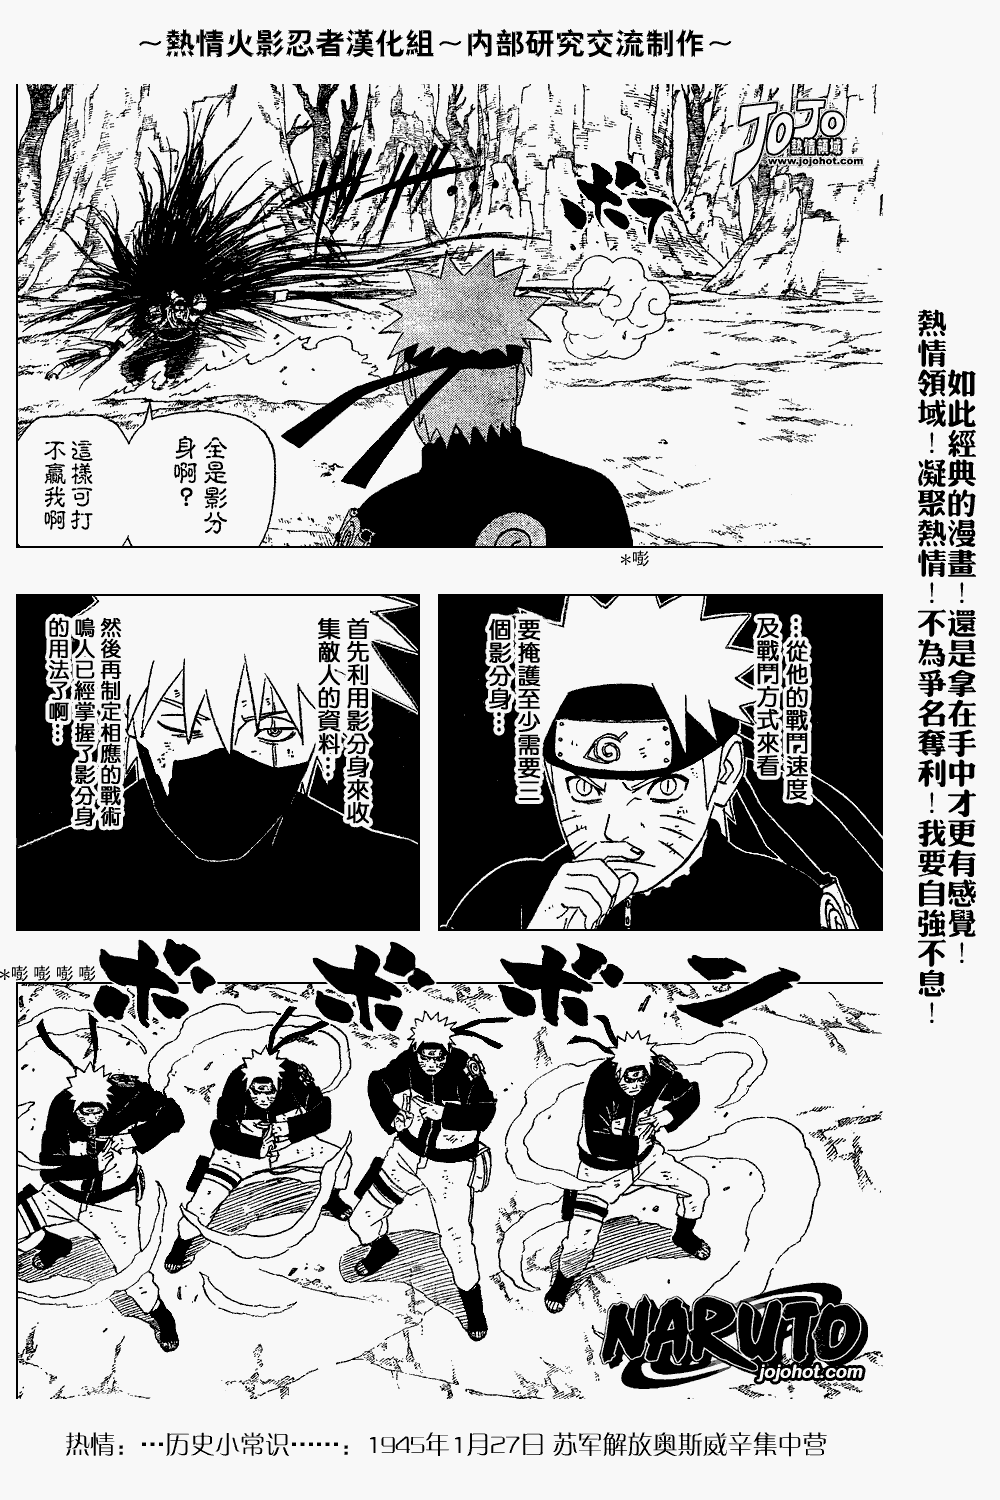 ～熱情火影忍者漢化組～内部研究交流制作～
JOJO
熱情領域
www.jojohot.com
ボッ
全是影分
身啊？
這樣可打
不贏我啊
＊嘭
…從他的戰鬥速度
及戰鬥方式來看
要掩護至少需要三
個影分身…
首先利用影分身來收
集敵人的資料…
然後再制定相應的戰術
鳴人已經掌握了影分身
的用法了啊…
＊嘭 嘭 嘭 嘭
ボボボン
NARUTO
jojohot.com
如此經典的漫畫！還是拿在手中才更有感覺！
熱情領域！凝聚熱情！不為爭名奪利！我要自強不息！
热情：…历史小常识……：1945年1月27日 苏军解放奥斯威辛集中营